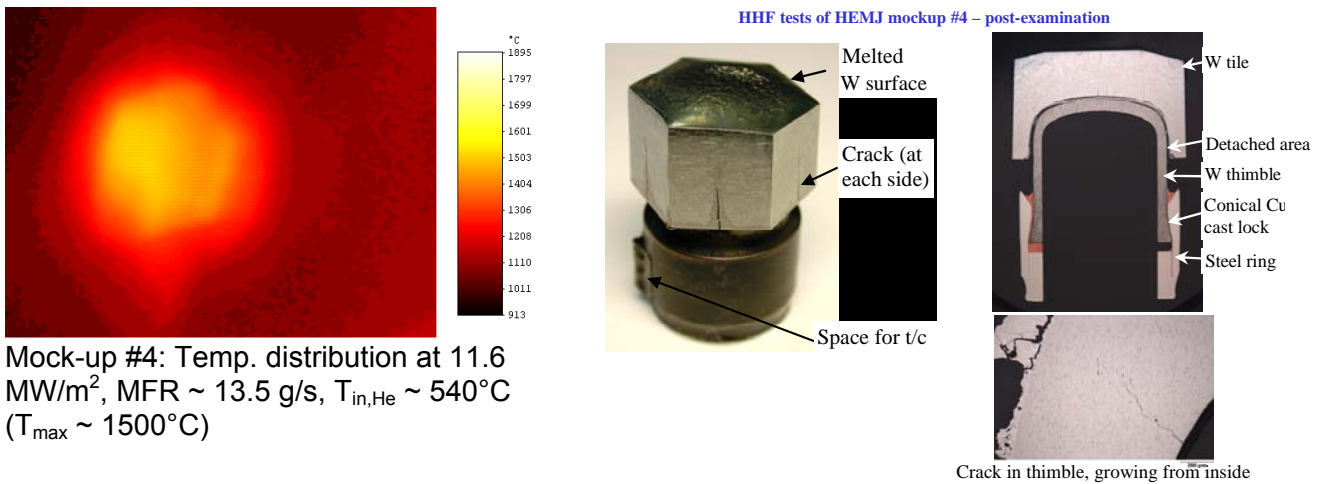 °C
1895
1797
1699
1601
1503
1404
1306
1208
1110
1011
913
Mock-up #4: Temp. distribution at 11.6
MW/m², MFR ~ 13.5 g/s, T_in,He ~ 540°C
(T_max ~ 1500°C)
HHF tests of HEMJ mockup #4 – post-examination
Melted
W surface
Crack (at
each side)
Space for t/c
W tile
Detached area
W thimble
Conical Cu
cast lock
Steel ring
Crack in thimble, growing from inside